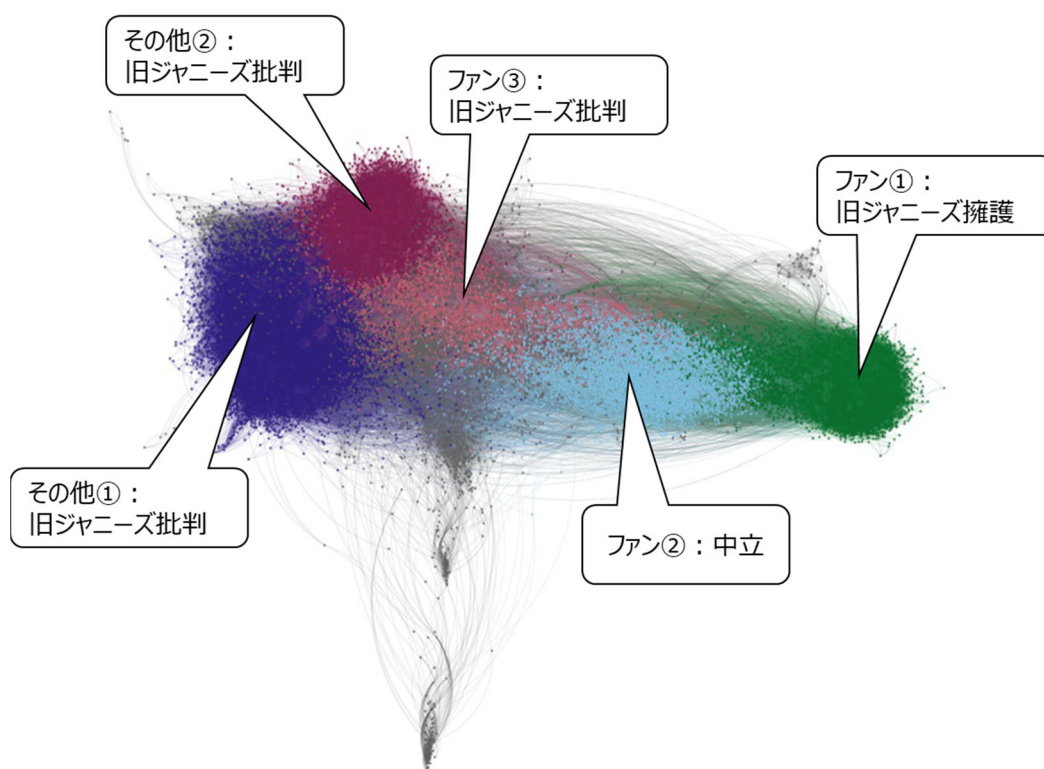 その他②：
旧ジャニーズ批判
ファン③：
旧ジャニーズ批判
ファン①：
旧ジャニーズ擁護
その他①：
旧ジャニーズ批判
ファン②：中立